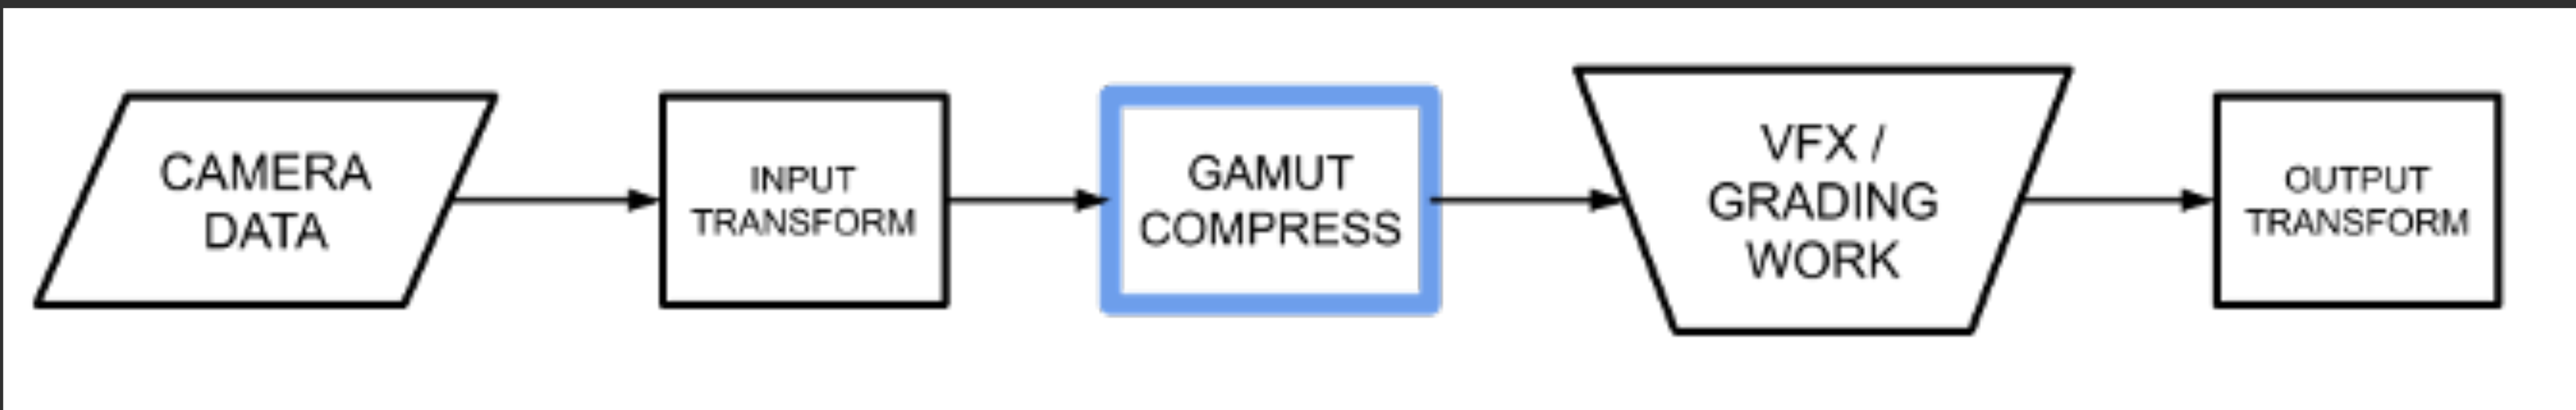 CAMERA
DATA
INPUT
TRANSFORM
GAMUT
COMPRESS
VFX /
GRADING
WORK
OUTPUT
TRANSFORM